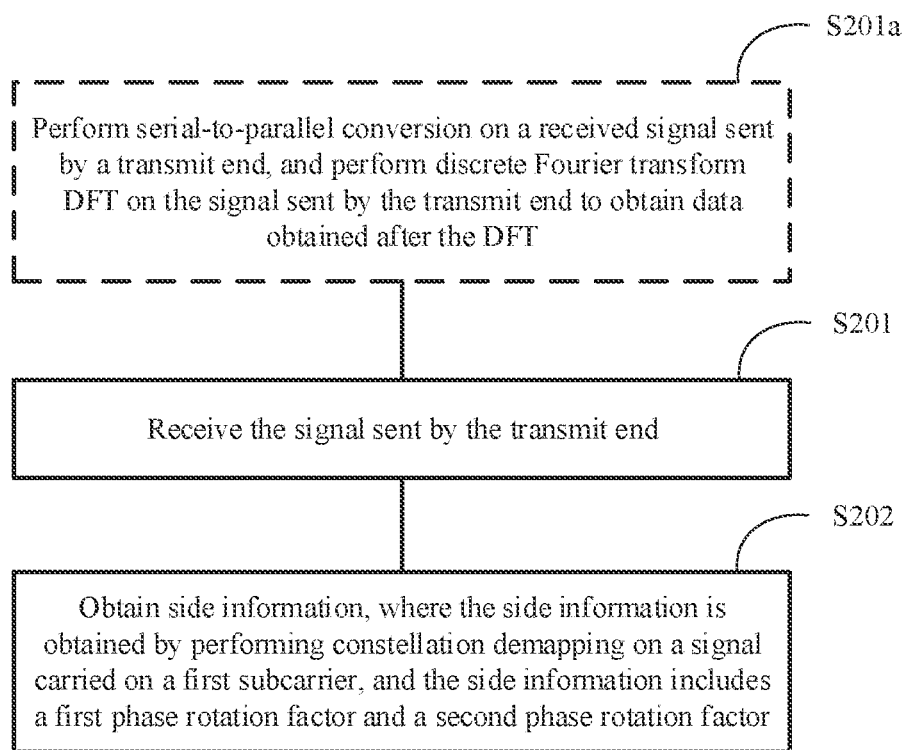 S201a
Perform serial-to-parallel conversion on a received signal sent
by a transmit end, and perform discrete Fourier transform
DFT on the signal sent by the transmit end to obtain data
obtained after the DFT
S201
Receive the signal sent by the transmit end
S202
Obtain side information, where the side information is
obtained by performing constellation demapping on a signal
carried on a first subcarrier, and the side information includes
a first phase rotation factor and a second phase rotation factor